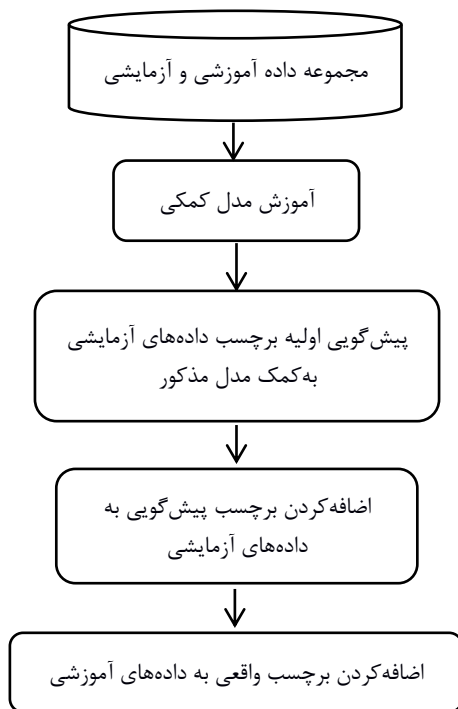 مجموعه داده آموزشی و آزمایشی
آموزش مدل کمکی
پیش‌گویی اولیه برچسب داده‌های آزمایشی
به‌کمک مدل مذکور
اضافه‌کردن برچسب پیش‌گویی به
داده‌های آزمایشی
اضافه‌کردن برچسب واقعی به داده‌های آموزشی